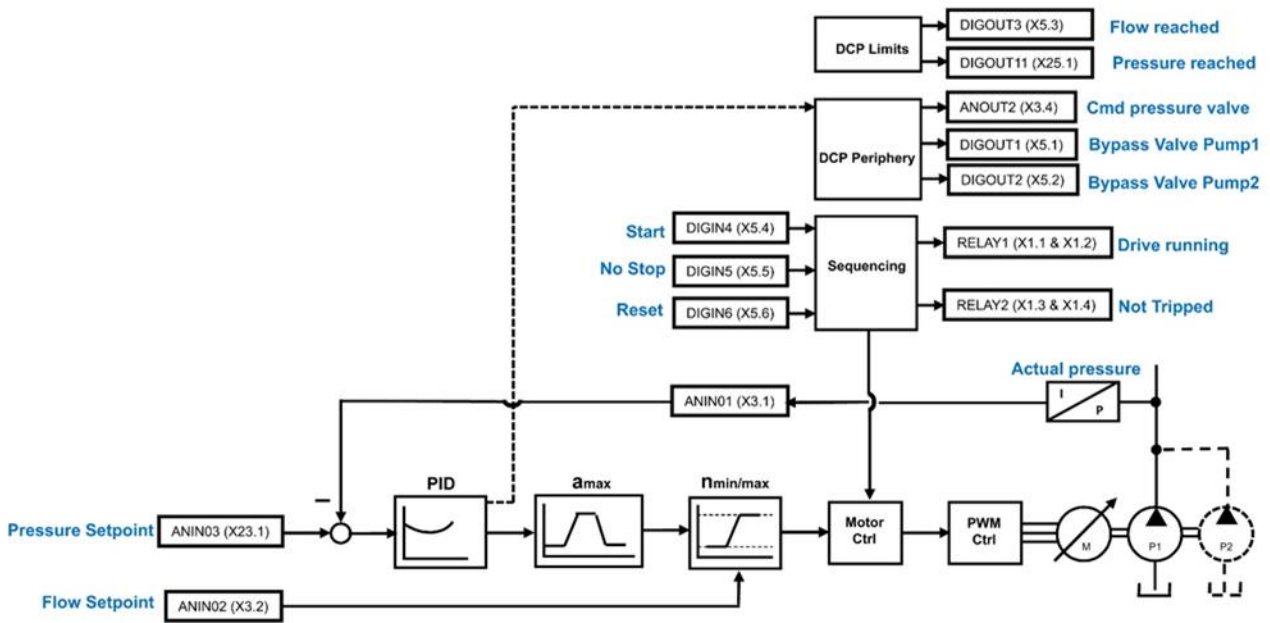 DCP Limits
DIGOUT3 (X5.3)
Flow reached
DIGOUT11 (X25.1)
Pressure reached
DCP Periphery
ANOUT2 (X3.4)
Cmd pressure valve
DIGOUT1 (X5.1)
Bypass Valve Pump1
DIGOUT2 (X5.2)
Bypass Valve Pump2
Start
DIGIN4 (X5.4)
No Stop
DIGIN5 (X5.5)
Reset
DIGIN6 (X5.6)
Sequencing
RELAY1 (X1.1 & X1.2)
Drive running
RELAY2 (X1.3 & X1.4)
Not Tripped
Actual pressure
I
P
ANIN01 (X3.1)
–
PID
amax
nmin/max
Pressure Setpoint
ANIN03 (X23.1)
Motor
Ctrl
PWM
Ctrl
M
P1
P2
Flow Setpoint
ANIN02 (X3.2)